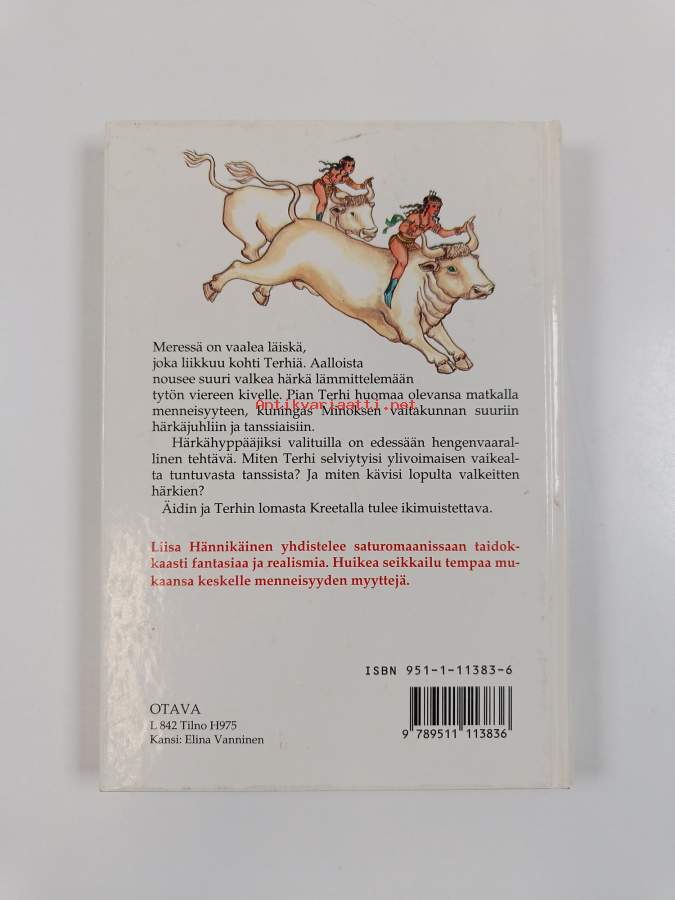 Meressä on vaalea läiskä,
joka liikkuu kohti Terhiä. Aalloista
nousee suuri valkea härkä lämmittelemään
tytön viereen kivelle. Pian Terhi huomaa olevansa matkalla
Antikvariaatti.net
menneisyyteen, kuningas Minoksen valtakunnan suuriin
härkäjuhliin ja tanssiaisiin.
Härkähyppääjiksi valituilla on edessään hengenvaaral-
linen tehtävä. Miten Terhi selviytyisi ylivoimaisen vaikeal-
ta tuntuvasta tanssista? Ja miten kävisi lopulta valkeitten
härkien?
Äidin ja Terhin lomasta Kreetalla tulee ikimuistettava.
Liisa Hännikäinen yhdistelee saturomaanissaan taidok-
kaasti fantasiaa ja realismia. Huikea seikkailu tempaa mu-
kaansa keskelle menneisyyden myyttejä.
ISBN 951-1-11383-6
OTAVA
L 842 Tilno H975
Kansi: Elina Vanninen
9 789511 113836